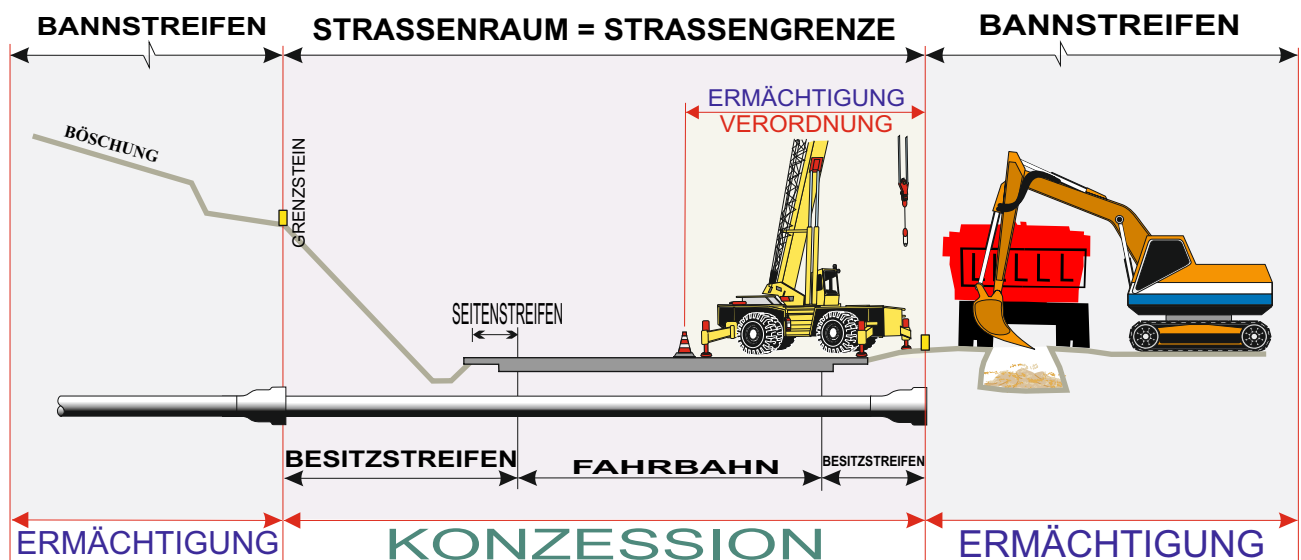 BANNSTREIFEN
STRASSENRAUM = STRASSENGRENZE
BANNSTREIFEN
ERMÄCHTIGUNG
VERORDNUNG
BÖSCHUNG
GRENZSTEIN
SEITENSTREIFEN
BESITZSTREIFEN
FAHRBAHN
BESITZSTREIFEN
ERMÄCHTIGUNG
KONZESSION
ERMÄCHTIGUNG